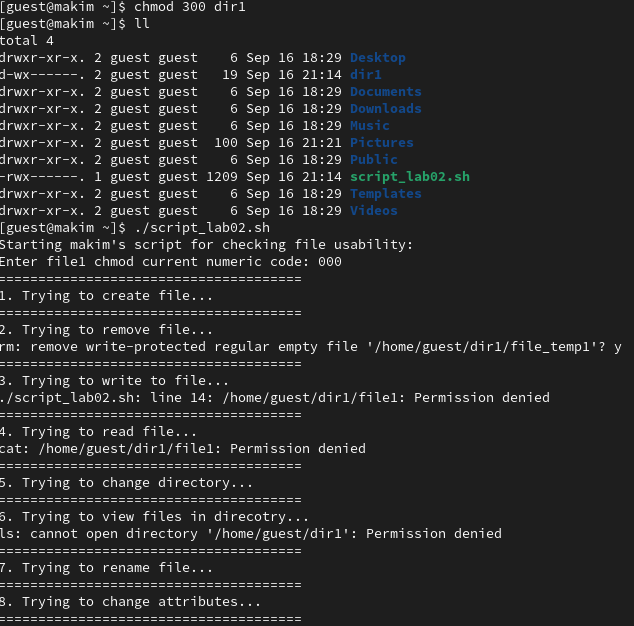 [guest@makim ~]$ chmod 300 dir1
[guest@makim ~]$ ll
total 4
drwxr-xr-x. 2 guest guest    6 Sep 16 18:29 Desktop
d-wx------. 2 guest guest   19 Sep 16 21:14 dir1
drwxr-xr-x. 2 guest guest    6 Sep 16 18:29 Documents
drwxr-xr-x. 2 guest guest    6 Sep 16 18:29 Downloads
drwxr-xr-x. 2 guest guest    6 Sep 16 18:29 Music
drwxr-xr-x. 2 guest guest  100 Sep 16 21:21 Pictures
drwxr-xr-x. 2 guest guest    6 Sep 16 18:29 Public
-rwx------. 1 guest guest 1209 Sep 16 21:14 script_lab02.sh
drwxr-xr-x. 2 guest guest    6 Sep 16 18:29 Templates
drwxr-xr-x. 2 guest guest    6 Sep 16 18:29 Videos
[guest@makim ~]$ ./script_lab02.sh
Starting makim's script for checking file usability:
Enter file1 chmod current numeric code: 000
=====================================
1. Trying to create file...
=====================================
2. Trying to remove file...
rm: remove write-protected regular empty file '/home/guest/dir1/file_temp1'? y
=====================================
3. Trying to write to file...
./script_lab02.sh: line 14: /home/guest/dir1/file1: Permission denied
=====================================
4. Trying to read file...
cat: /home/guest/dir1/file1: Permission denied
=====================================
5. Trying to change directory...
=====================================
6. Trying to view files in direcotry...
ls: cannot open directory '/home/guest/dir1': Permission denied
=====================================
7. Trying to rename file...
=====================================
8. Trying to change attributes...
=====================================